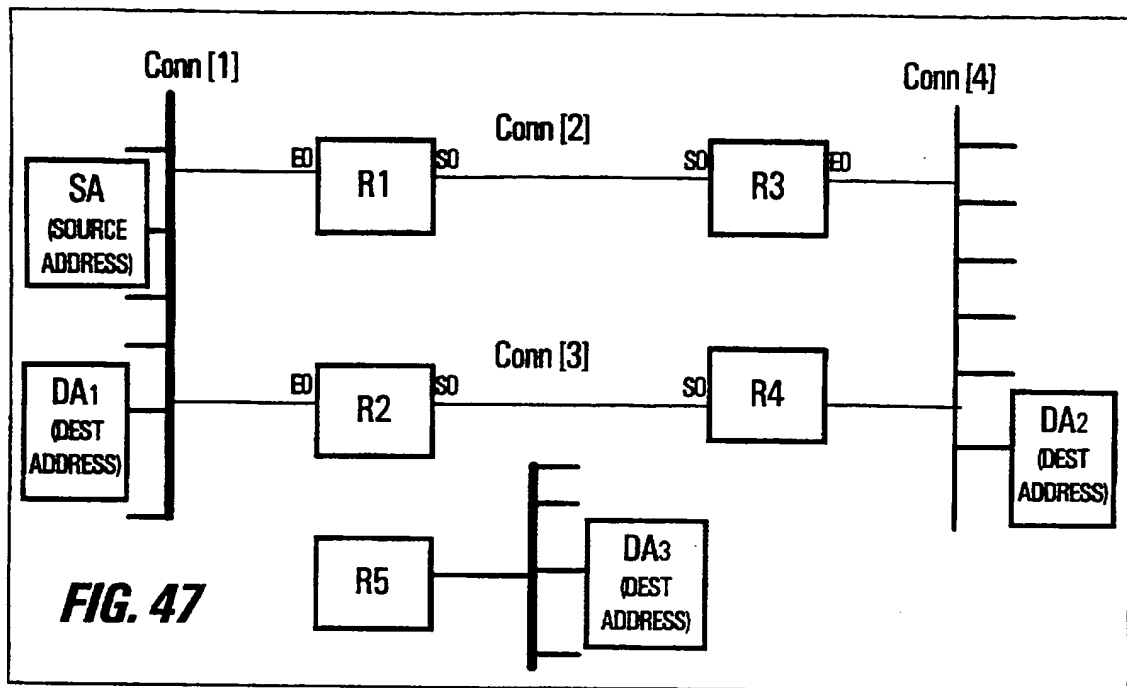 Conn [1]
Conn [4]
Conn [2]
E0
R1
S0
S0
R3
E0
SA
(SOURCE
ADDRESS)
Conn [3]
E0
R2
S0
S0
R4
DA1
(DEST
ADDRESS)
DA2
(DEST
ADDRESS)
R5
DA3
(DEST
ADDRESS)
FIG. 47